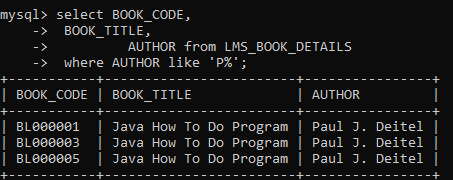 mysql> select BOOK_CODE,
    ->  BOOK_TITLE,
    ->         AUTHOR from LMS_BOOK_DETAILS
    ->  where AUTHOR like 'P%';
+-----------+------------------------+----------------+
| BOOK_CODE | BOOK_TITLE             | AUTHOR         |
+-----------+------------------------+----------------+
| BL000001  | Java How To Do Program | Paul J. Deitel |
| BL000003  | Java How To Do Program | Paul J. Deitel |
| BL000005  | Java How To Do Program | Paul J. Deitel |
+-----------+------------------------+----------------+